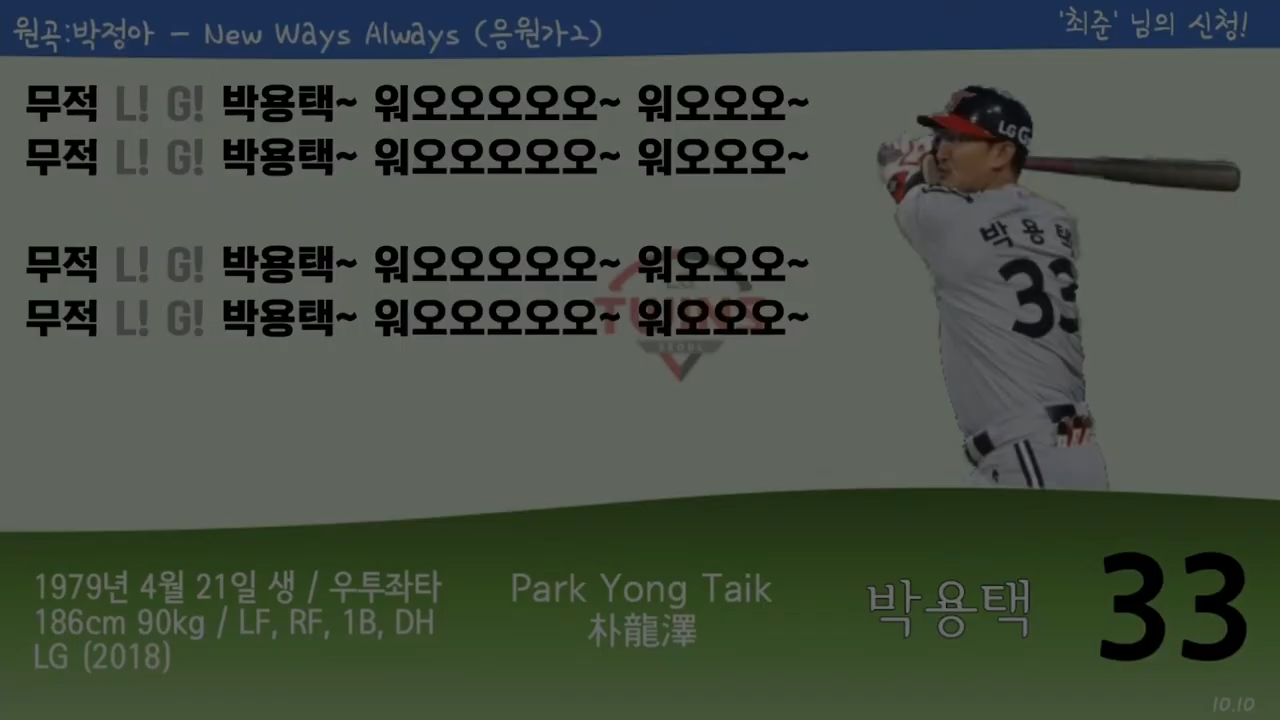 원곡:박정아 - New Ways Always (응원가2)
'최준' 님의 신청!
무적 L! G! 박용택~ 워오오오오오~ 워오오오~
무적 L! G! 박용택~ 워오오오오오~ 워오오오~
무적 L! G! 박용택~ 워오오오오오~ 워오오오~
무적 L! G! 박용택~ 워오오오오오~ 워오오오~
LG
TWINS
SEOUL
LG
박용택
33
1979년 4월 21일 생 / 우투좌타
186cm 90kg / LF, RF, 1B, DH
LG (2018)
Park Yong Taik
朴龍澤
박용택
33
10.10